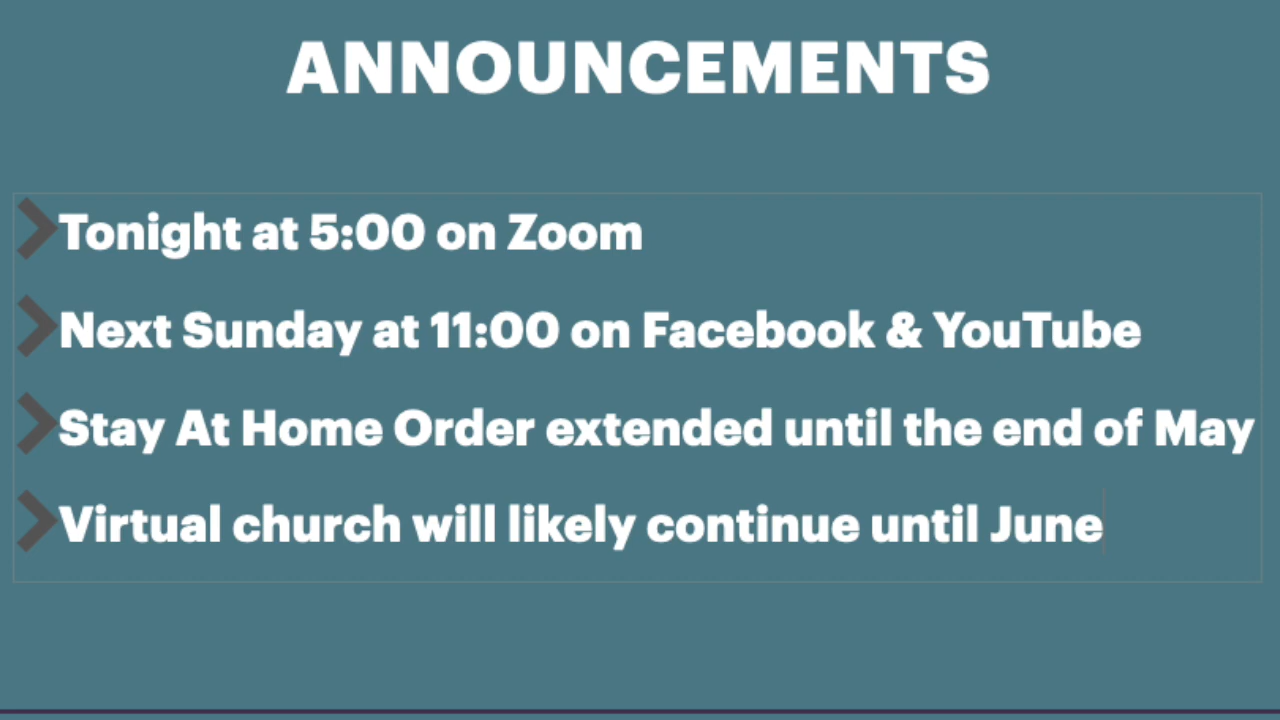 ANNOUNCEMENTS
Tonight at 5:00 on Zoom
Next Sunday at 11:00 on Facebook & YouTube
Stay At Home Order extended until the end of May
Virtual church will likely continue until June